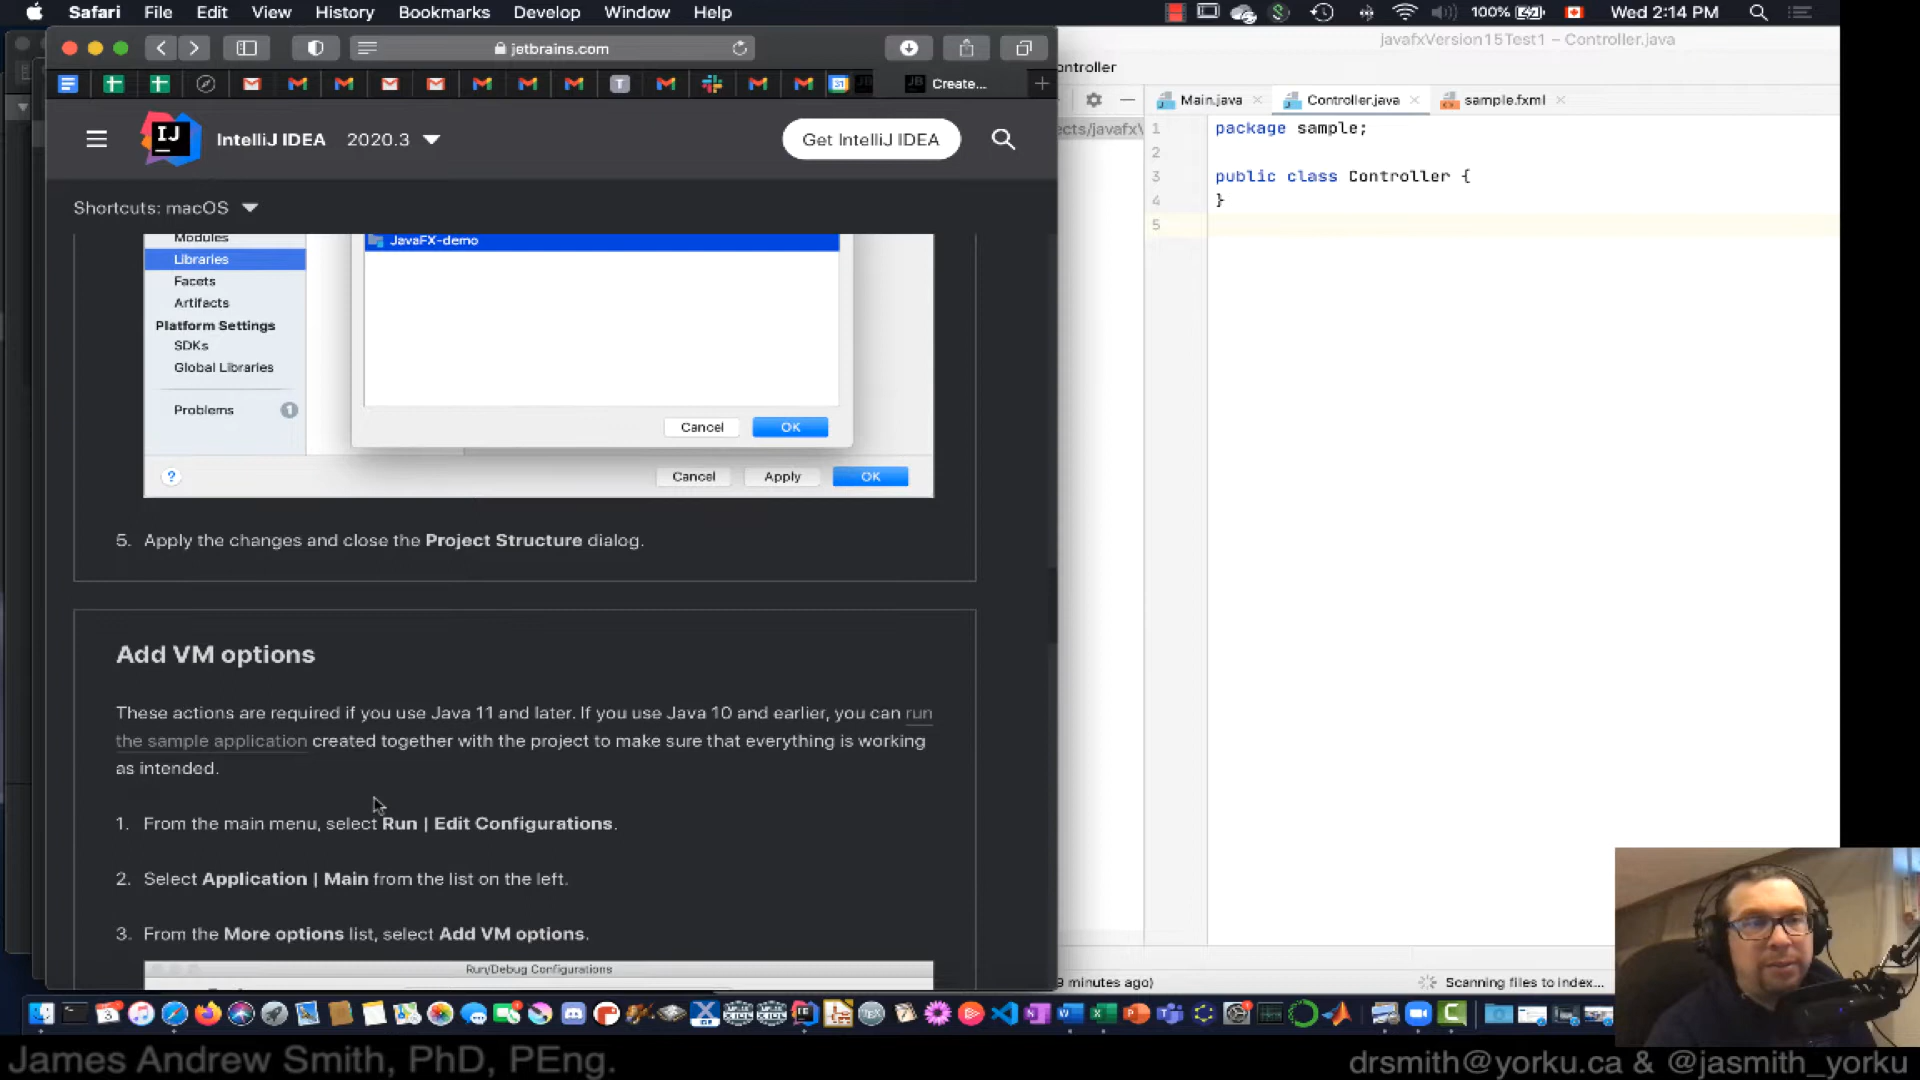 Safari File Edit View History Bookmarks Develop Window Help
100% Wed 2:14 PM
jetbrains.com
javafxVersion15Test1 – Controller.java
ontroller
Create...
Main.java Controller.java sample.fxml
IntelliJ IDEA 2020.3 Get IntelliJ IDEA
ects/javafx\
1 package sample;
2
3 public class Controller {
4 }
5
Shortcuts: macOS
Modules
JavaFX-demo
Libraries
Facets
Artifacts
Platform Settings
SDKs
Global Libraries
Problems 1
Cancel OK
? Cancel Apply OK
5. Apply the changes and close the Project Structure dialog.
Add VM options
These actions are required if you use Java 11 and later. If you use Java 10 and earlier, you can run
the sample application created together with the project to make sure that everything is working
as intended.
1. From the main menu, select Run | Edit Configurations.
2. Select Application | Main from the list on the left.
3. From the More options list, select Add VM options.
Run/Debug Configurations
9 minutes ago) Scanning files to index...
James Andrew Smith, PhD, PEng. drsmith@yorku.ca & @jasmith_yorku